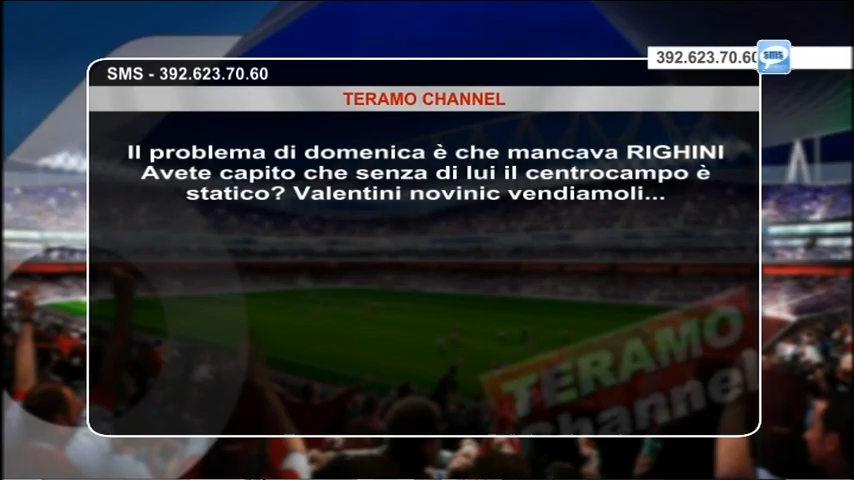 392.623.70.60
sms
SMS - 392.623.70.60
TERAMO CHANNEL
Il problema di domenica è che mancava RIGHINI
Avete capito che senza di lui il centrocampo è
statico? Valentini novinic vendiamoli...
TERAMO
Channel